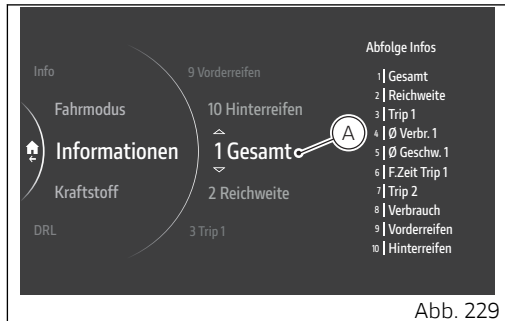 Info
Fahrmodus
Informationen
Kraftstoff
DRL
9 Vorderreifen
10 Hinterreifen
1 Gesamt
2 Reichweite
3 Trip 1
A
Abfolge Infos
1 Gesamt
2 Reichweite
3 Trip 1
4 Ø Verbr. 1
5 Ø Geschw. 1
6 F.Zeit Trip 1
7 Trip 2
8 Verbrauch
9 Vorderreifen
10 Hinterreifen
Abb. 229